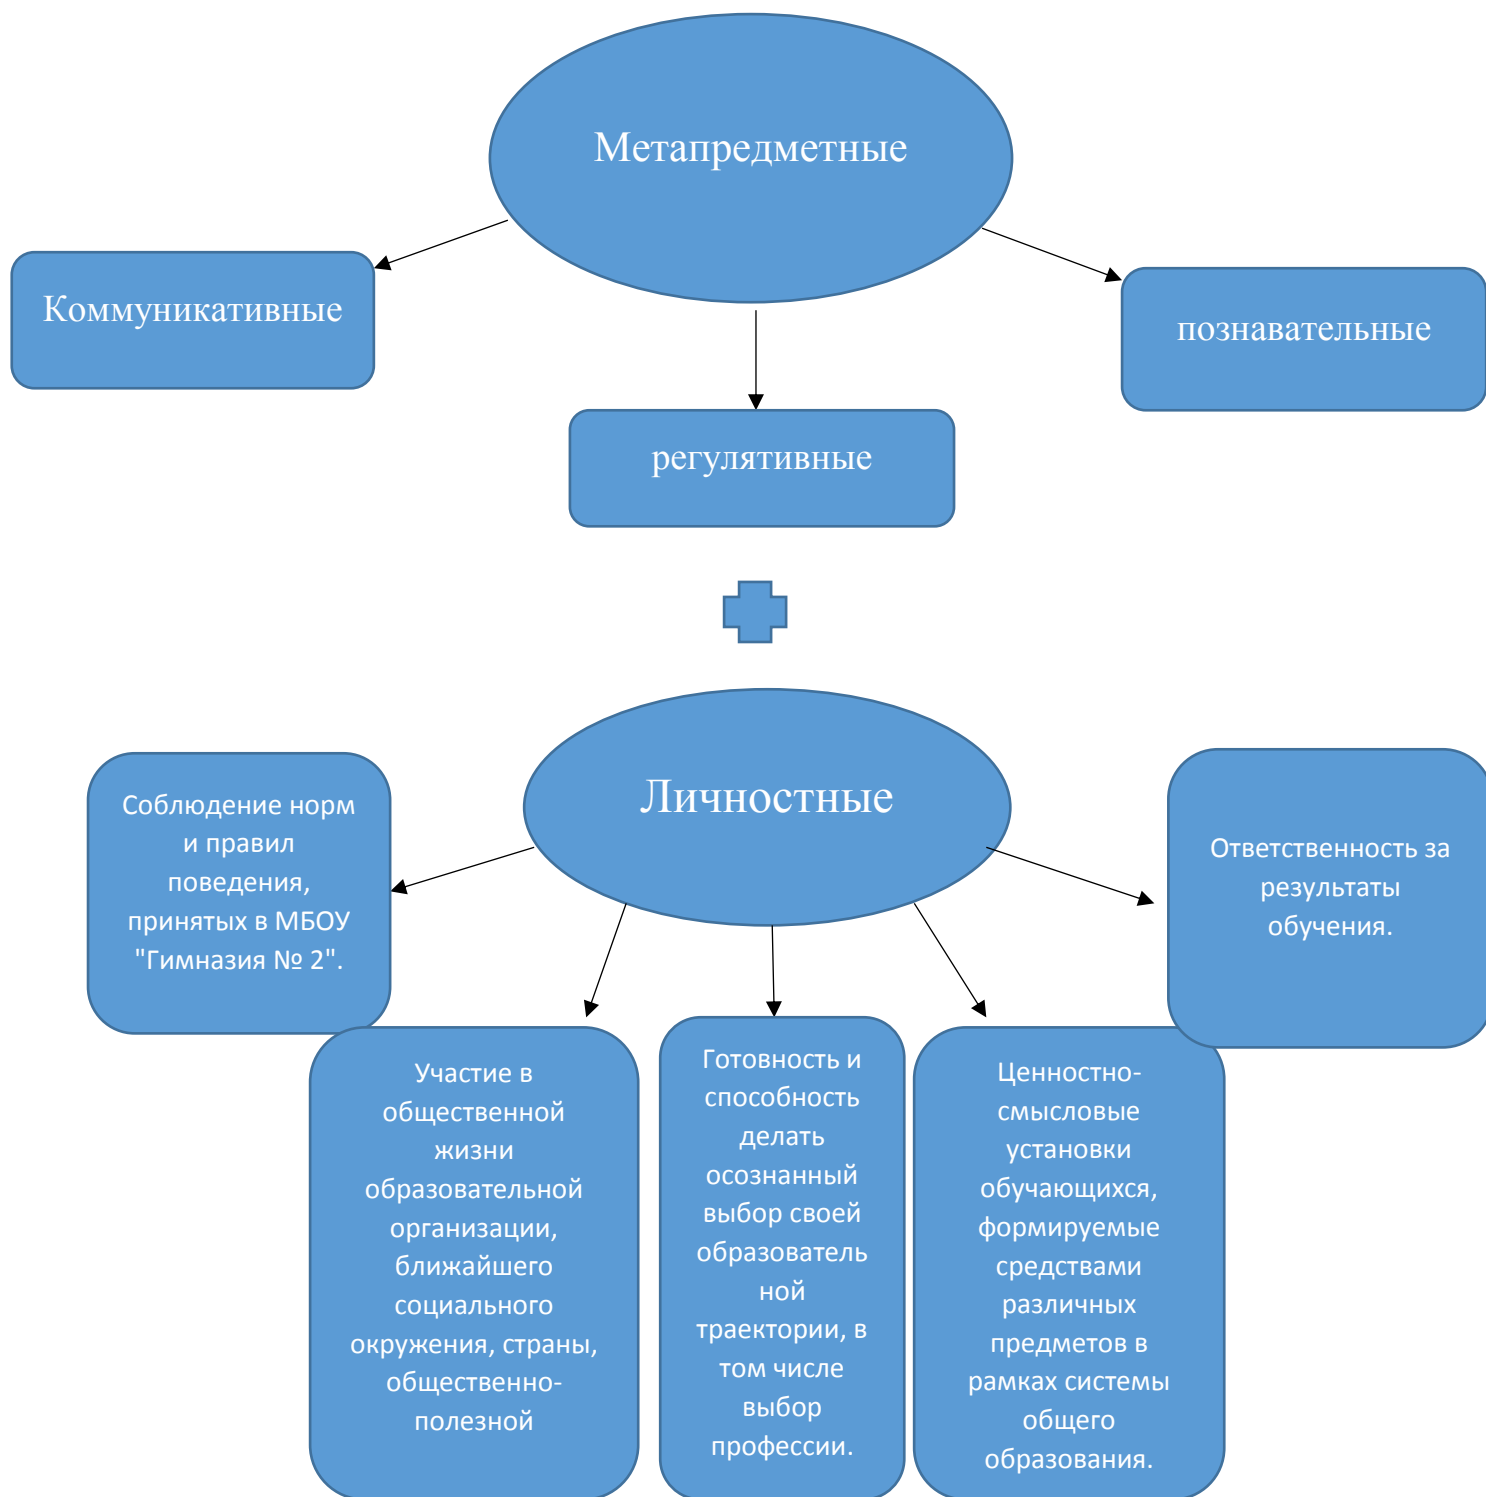 Метапредметные
Коммуникативные
познавательные
регулятивные
Личностные
Соблюдение норм
и правил
поведения,
принятых в МБОУ
"Гимназия № 2".
Ответственность за
результаты
обучения.
Участие в
общественной
жизни
образовательной
организации,
ближайшего
социального
окружения, страны,
общественно-
полезной
Готовность и
способность
делать
осознанный
выбор своей
образователь
ной
траектории, в
том числе
выбор
профессии.
Ценностно-
смысловые
установки
обучающихся,
формируемые
средствами
различных
предметов в
рамках системы
общего
образования.